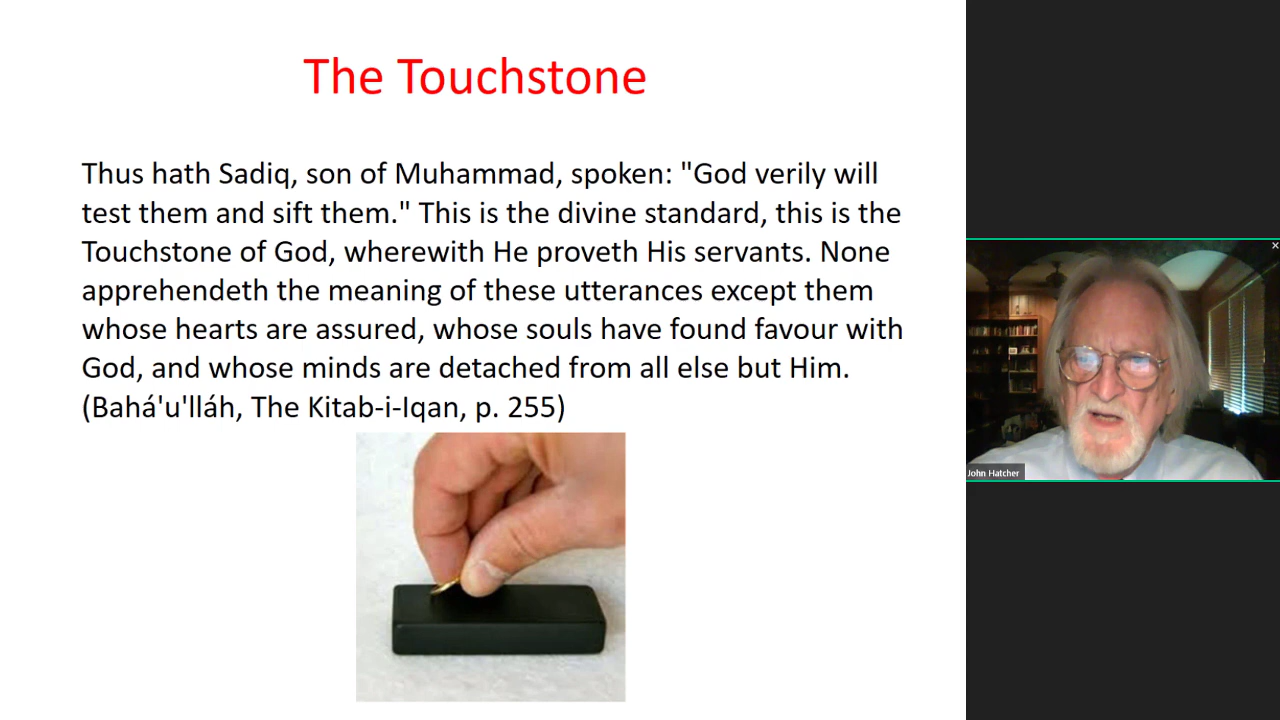 The Touchstone
Thus hath Sadiq, son of Muhammad, spoken: "God verily will
test them and sift them." This is the divine standard, this is the
Touchstone of God, wherewith He proveth His servants. None
apprehendeth the meaning of these utterances except them
whose hearts are assured, whose souls have found favour with
God, and whose minds are detached from all else but Him.
(Bahá'u'lláh, The Kitab-i-Iqan, p. 255)
John Hatcher